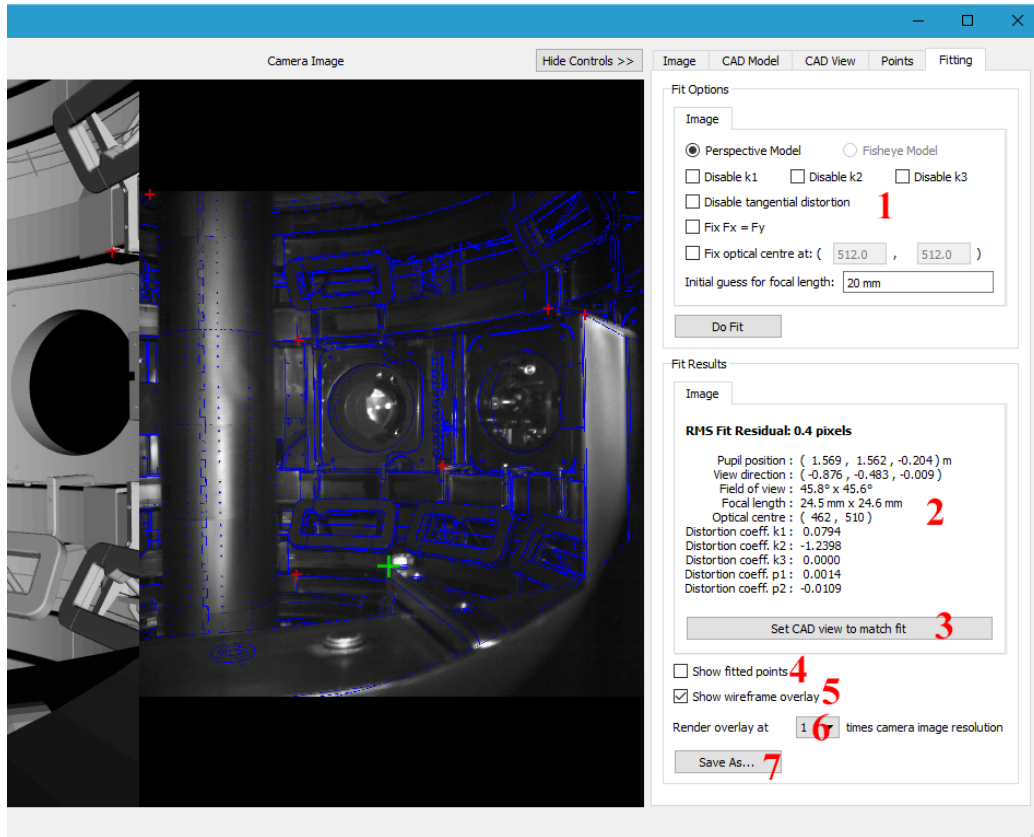 Camera Image
Hide Controls >>
Image CAD Model CAD View Points Fitting
Fit Options
Image
Perspective Model Fisheye Model
Disable k1 Disable k2 Disable k3
Disable tangential distortion 1
Fix Fx = Fy
Fix optical centre at: ( 512.0 , 512.0 )
Initial guess for focal length: 20 mm
Do Fit
Fit Results
Image
RMS Fit Residual: 0.4 pixels
Pupil position : ( 1.569 , 1.562 , -0.204 ) m
View direction : ( -0.876 , -0.483 , -0.009 )
Field of view : 45.8° x 45.6°
Focal length : 24.5 mm x 24.6 mm
Optical centre : ( 462 , 510 )
2
Distortion coeff. k1 : 0.0794
Distortion coeff. k2 : -1.2398
Distortion coeff. k3 : 0.0000
Distortion coeff. p1 : 0.0014
Distortion coeff. p2 : -0.0109
Set CAD view to match fit 3
Show fitted points 4
Show wireframe overlay 5
Render overlay at 1 6 times camera image resolution
Save As... 7